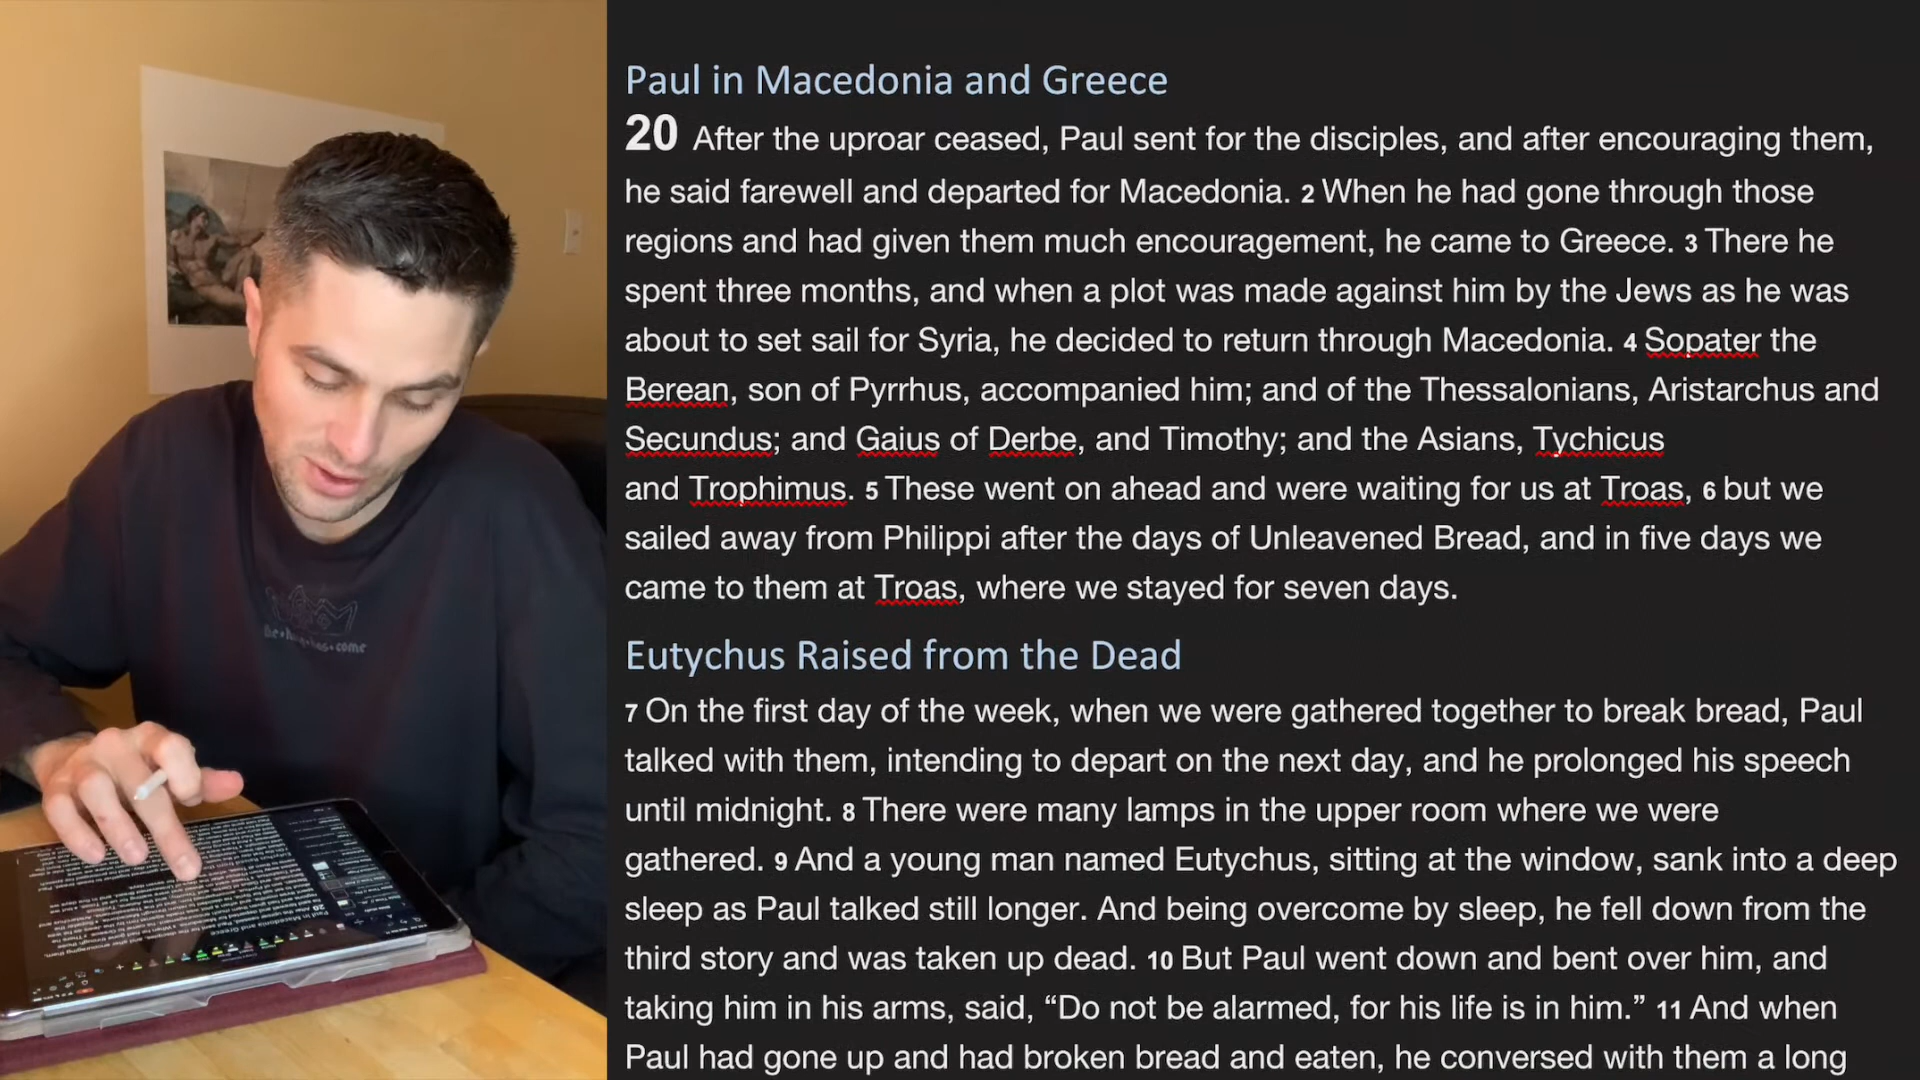 Paul in Macedonia and Greece
20 After the uproar ceased, Paul sent for the disciples, and after encouraging them,
he said farewell and departed for Macedonia. 2 When he had gone through those
regions and had given them much encouragement, he came to Greece. 3 There he
spent three months, and when a plot was made against him by the Jews as he was
about to set sail for Syria, he decided to return through Macedonia. 4 Sopater the
Berean, son of Pyrrhus, accompanied him; and of the Thessalonians, Aristarchus and
Secundus; and Gaius of Derbe, and Timothy; and the Asians, Tychicus
and Trophimus. 5 These went on ahead and were waiting for us at Troas, 6 but we
sailed away from Philippi after the days of Unleavened Bread, and in five days we
came to them at Troas, where we stayed for seven days.
Eutychus Raised from the Dead
7 On the first day of the week, when we were gathered together to break bread, Paul
talked with them, intending to depart on the next day, and he prolonged his speech
until midnight. 8 There were many lamps in the upper room where we were
gathered. 9 And a young man named Eutychus, sitting at the window, sank into a deep
sleep as Paul talked still longer. And being overcome by sleep, he fell down from the
third story and was taken up dead. 10 But Paul went down and bent over him, and
taking him in his arms, said, “Do not be alarmed, for his life is in him.” 11 And when
Paul had gone up and had broken bread and eaten, he conversed with them a long